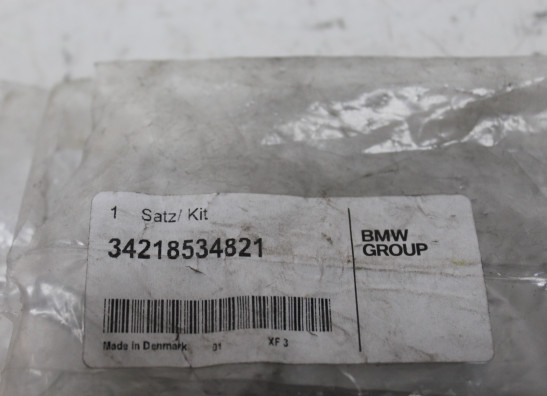 1 Satz/ Kit
34218534821
BMW
GROUP
Made in Denmark 01 XF 3